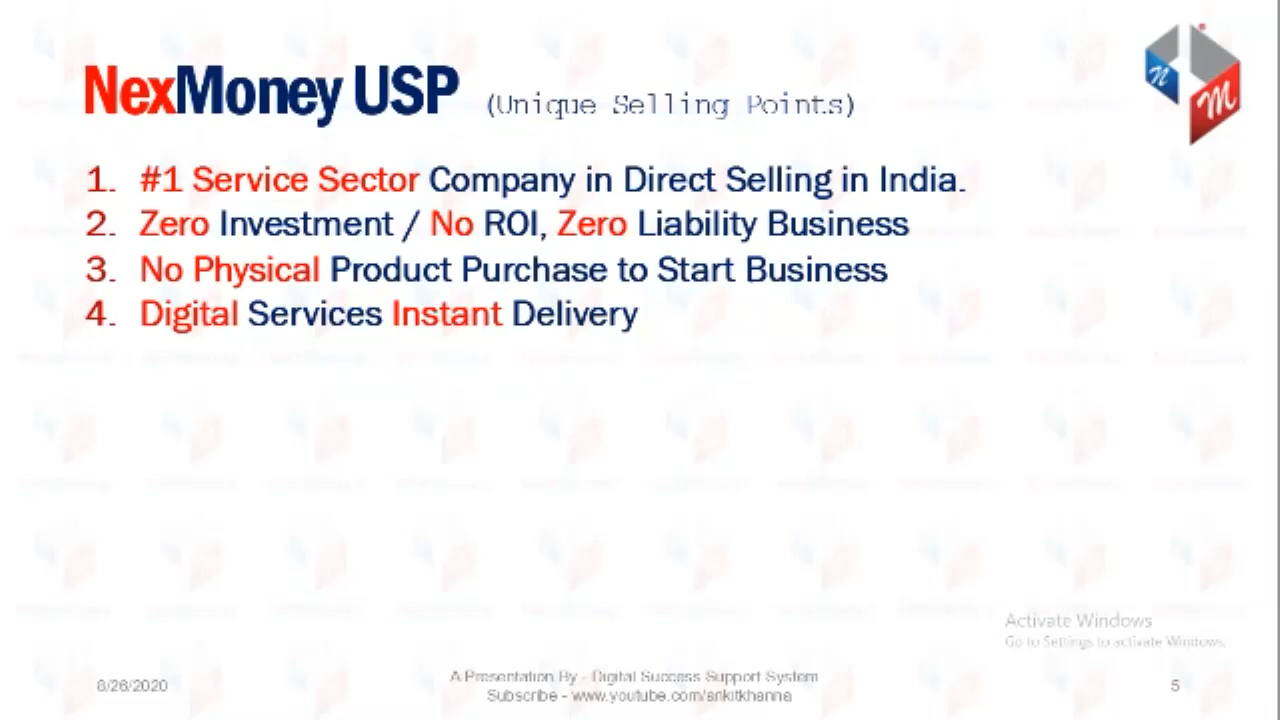 NexMoney USP (Unique Selling Points)
n
m
1. #1 Service Sector Company in Direct Selling in India.
2. Zero Investment / No ROI, Zero Liability Business
3. No Physical Product Purchase to Start Business
4. Digital Services Instant Delivery
Activate Windows
Go to Settings to activate Windows.
8/26/2020
A Presentation By - Digital Success Support System
Subscribe - www.youtube.com/ankitkhanna
5